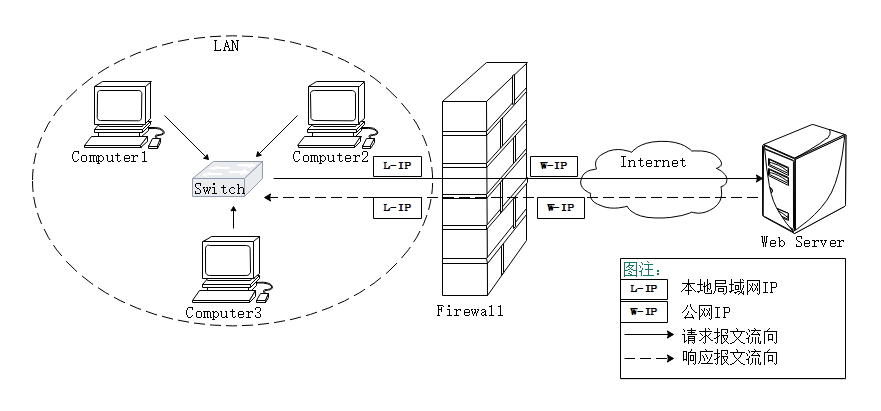 LAN
Computer1
Computer2
L-IP
W-IP
Internet
Switch
L-IP
W-IP
Web Server
Computer3
Firewall
图注:
L-IP 本地局域网IP
W-IP 公网IP
请求报文流向
响应报文流向